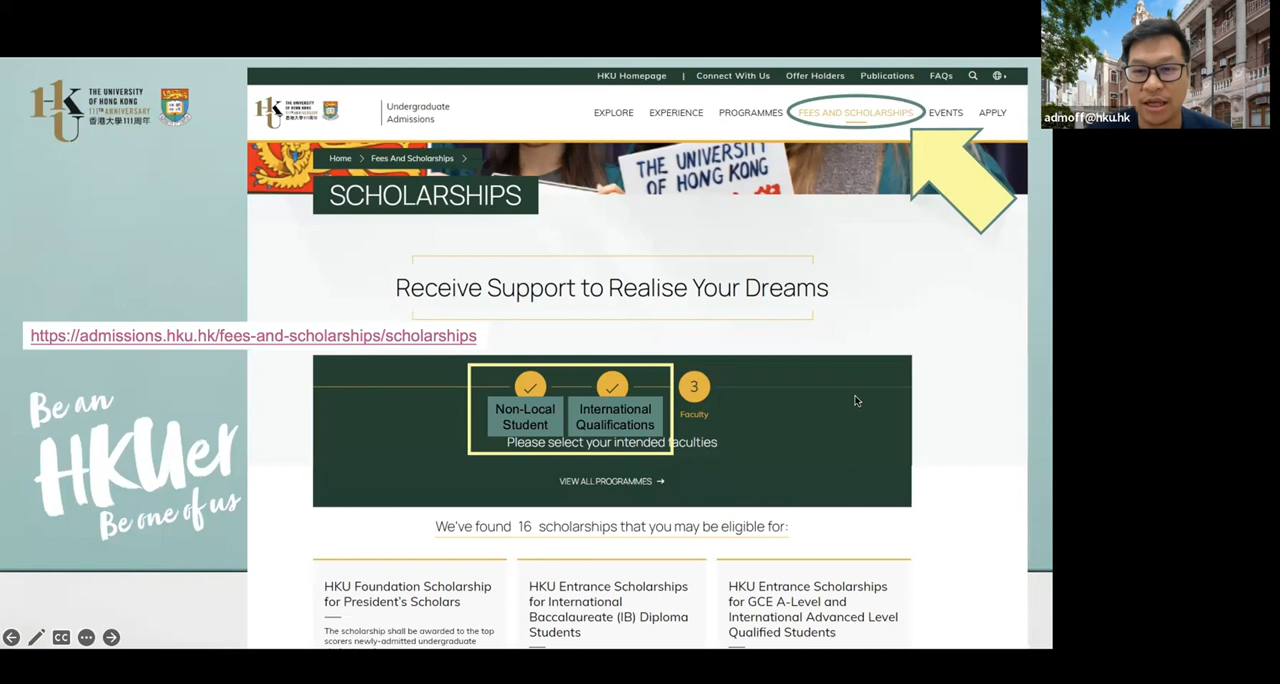 THE UNIVERSITY
OF HONG KONG
111TH ANNIVERSARY
香港大學111周年
HKU Homepage | Connect With Us Offer Holders Publications FAQs
THE UNIVERSITY
OF HONG KONG
Undergraduate
Admissions
EXPLORE EXPERIENCE PROGRAMMES FEES AND SCHOLARSHIPS EVENTS APPLY
admoff@hku.hk
Home > Fees And Scholarships >
THE UNIVERSITY
OF HONG KONG
SCHOLARSHIPS
Receive Support to Realise Your Dreams
https://admissions.hku.hk/fees-and-scholarships/scholarships
3
Non-Local
Student
International
Qualifications
Faculty
Please select your intended faculties
VIEW ALL PROGRAMMES →
Be an
HKUer
Be one of us
We've found 16 scholarships that you may be eligible for:
HKU Foundation Scholarship
for President's Scholars
The scholarship shall be awarded to the top
scorers newly-admitted undergraduate
HKU Entrance Scholarships
for International
Baccalaureate (IB) Diploma
Students
HKU Entrance Scholarships
for GCE A-Level and
International Advanced Level
Qualified Students
CC